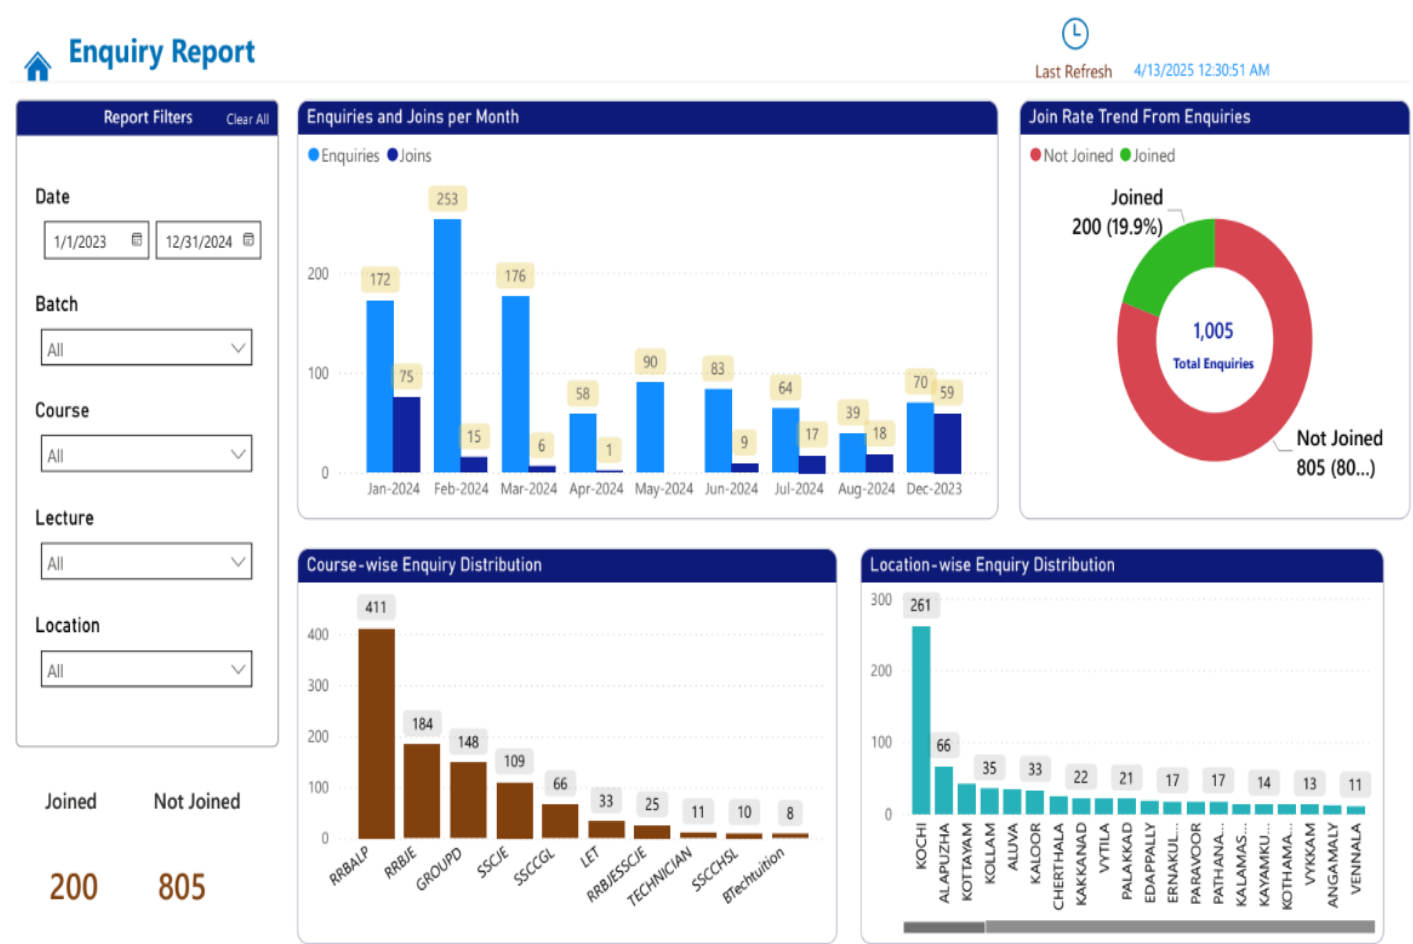 Enquiry Report
Last Refresh 4/13/2025 12:30:51 AM
Report Filters Clear All
Date
1/1/2023 12/31/2024
Batch
All
Course
All
Lecture
All
Location
All
Joined Not Joined
200 805
Enquiries and Joins per Month
Enquiries Joins
253
200 172 176
100 75 58 90 83 64 39 70 59
15 6 1 9 17 18
0
Jan-2024 Feb-2024 Mar-2024 Apr-2024 May-2024 Jun-2024 Jul-2024 Aug-2024 Dec-2023
Join Rate Trend From Enquiries
Not Joined Joined
Joined
200 (19.9%)
1,005
Total Enquiries
Not Joined
805 (80...)
Course-wise Enquiry Distribution
411
400
300
200 184 148 109
100 66 33 25 11 10 8
0
RRBALP RRBJE GROUPD SSCJE SSCCGL LET RRBJESSCJE TECHNICIAN SSCCHSL BTechtuition
Location-wise Enquiry Distribution
300 261
200
100 66 35 33 22 21 17 17 14 13 11
0
KOCHI ALAPUZHA KOTTAYAM KOLLAM ALUVA KALOOR CHERTHALA KAKKANAD VYTILA PALAKKAD EDAPPALLY ERNAKUL... PARAVOOR PATHANA... KALAMAS... KAYAMKU... KOTHAMA... VYKKAM ANGAMALY VENNALA